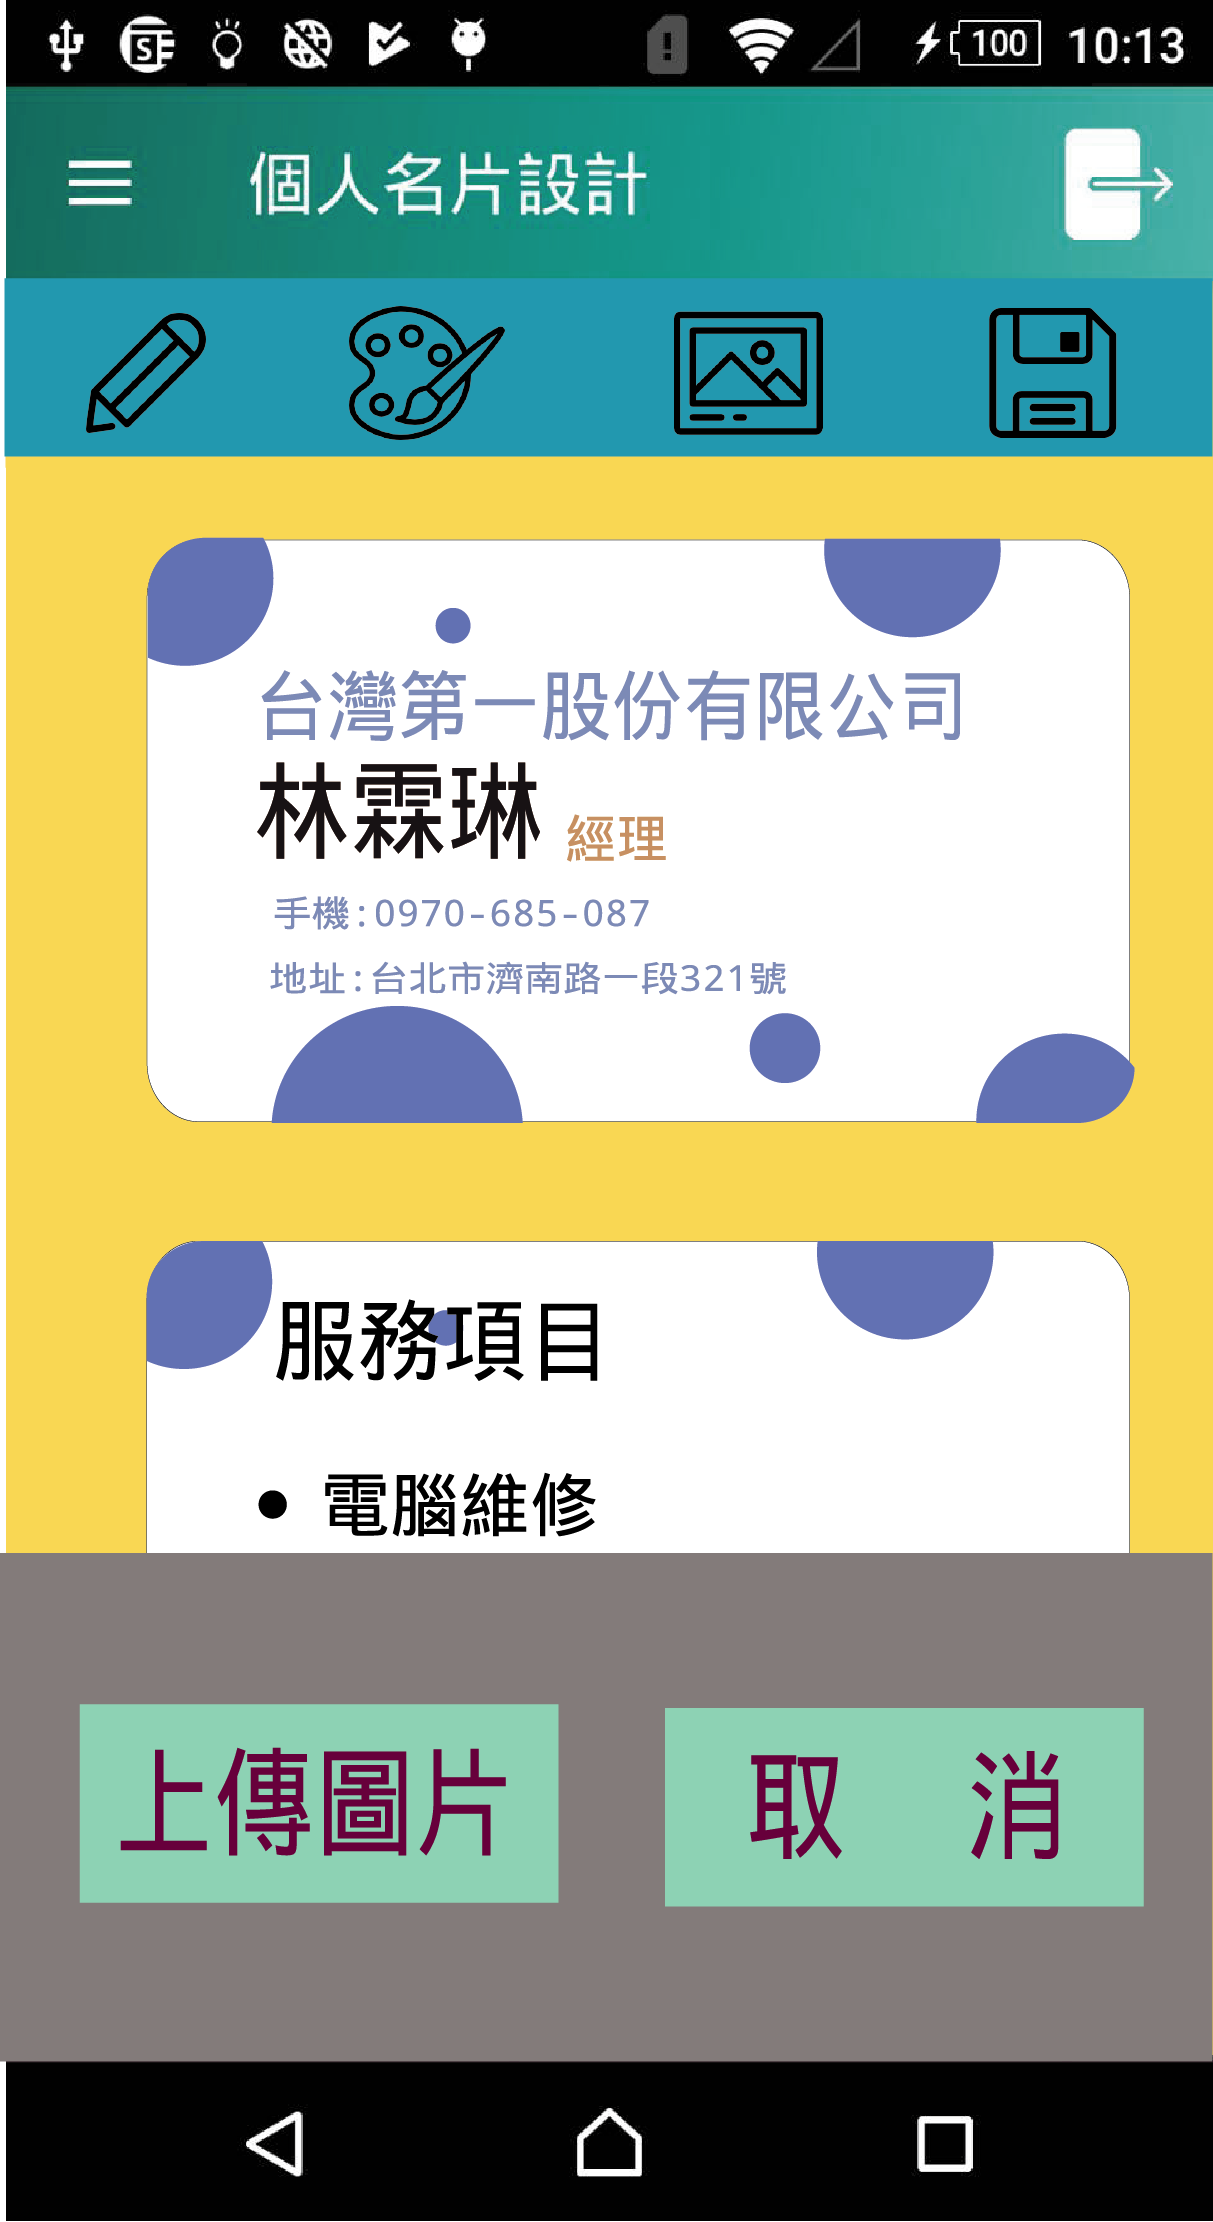 100 10:13
個人名片設計
台灣第一股份有限公司
林霖琳 經理
手機:0970-685-087
地址:台北市濟南路一段321號
服務項目
• 電腦維修
上傳圖片
取 消